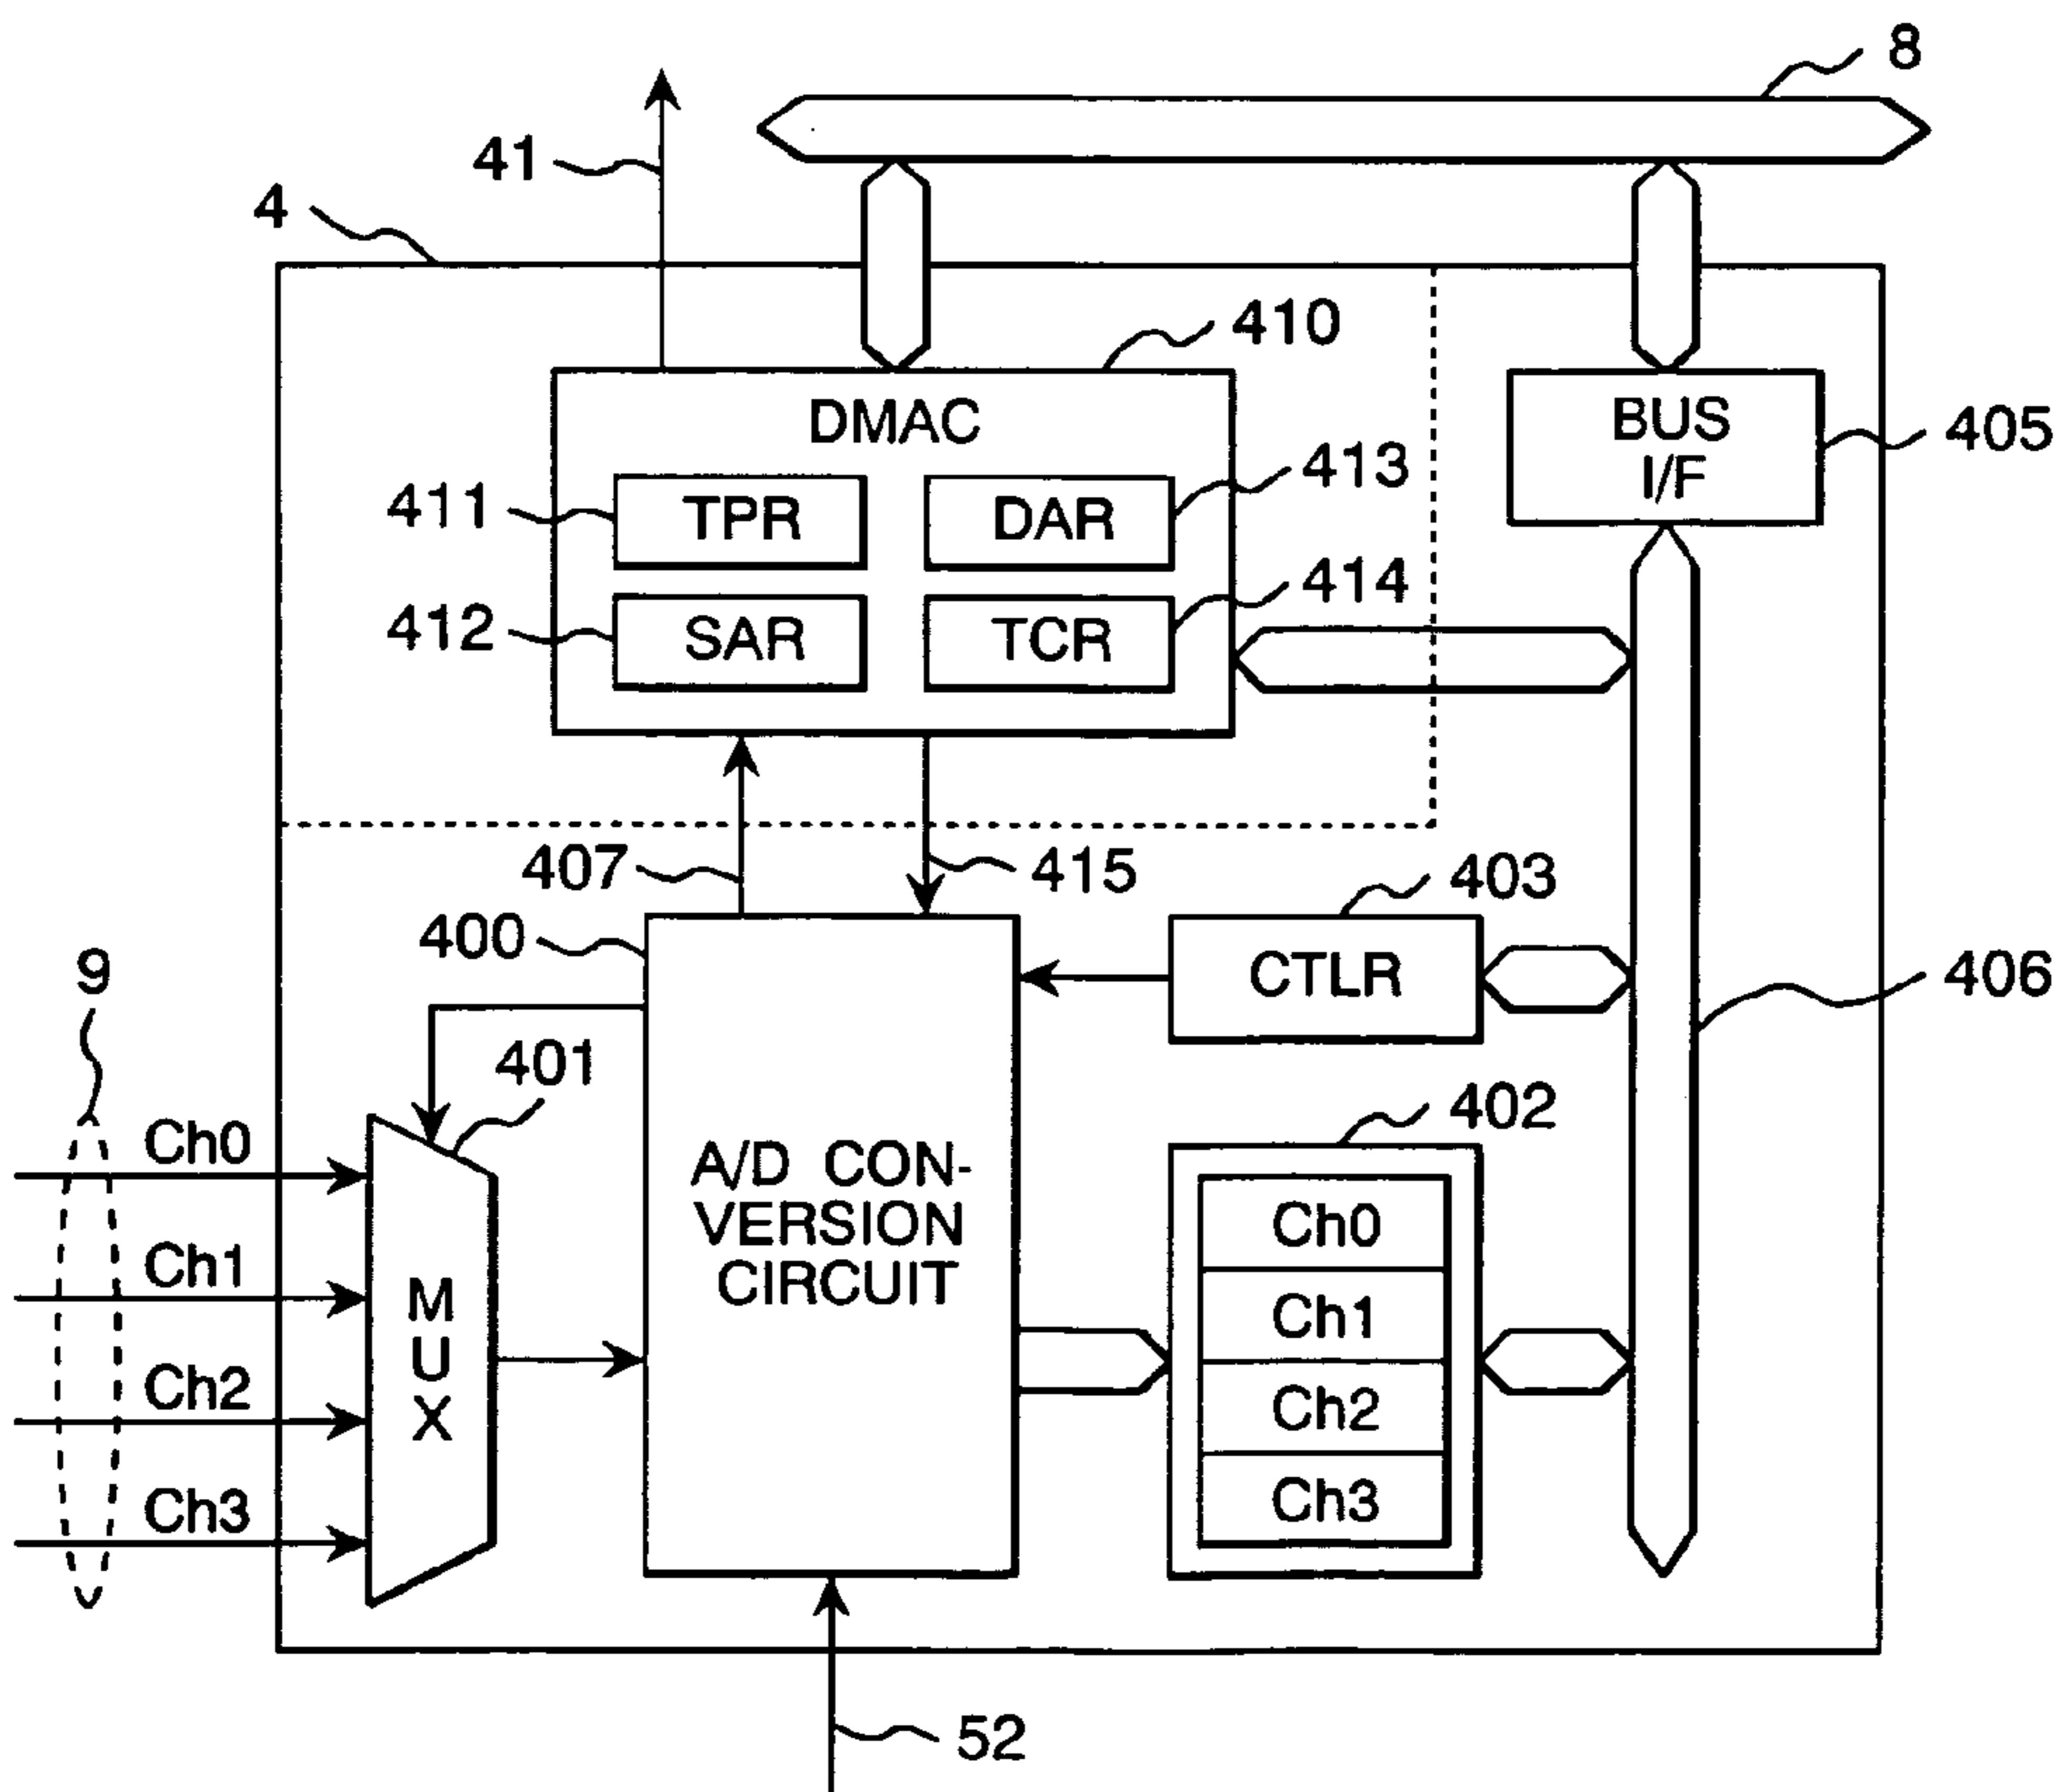 8
41
4
410
DMAC
BUS
I/F
405
411
TPR
DAR
413
412
SAR
TCR
414
407
415
403
400
CTLR
406
9
401
402
Ch0
Ch1
Ch2
Ch3
M
U
X
A/D CON-
VERSION
CIRCUIT
Ch0
Ch1
Ch2
Ch3
52